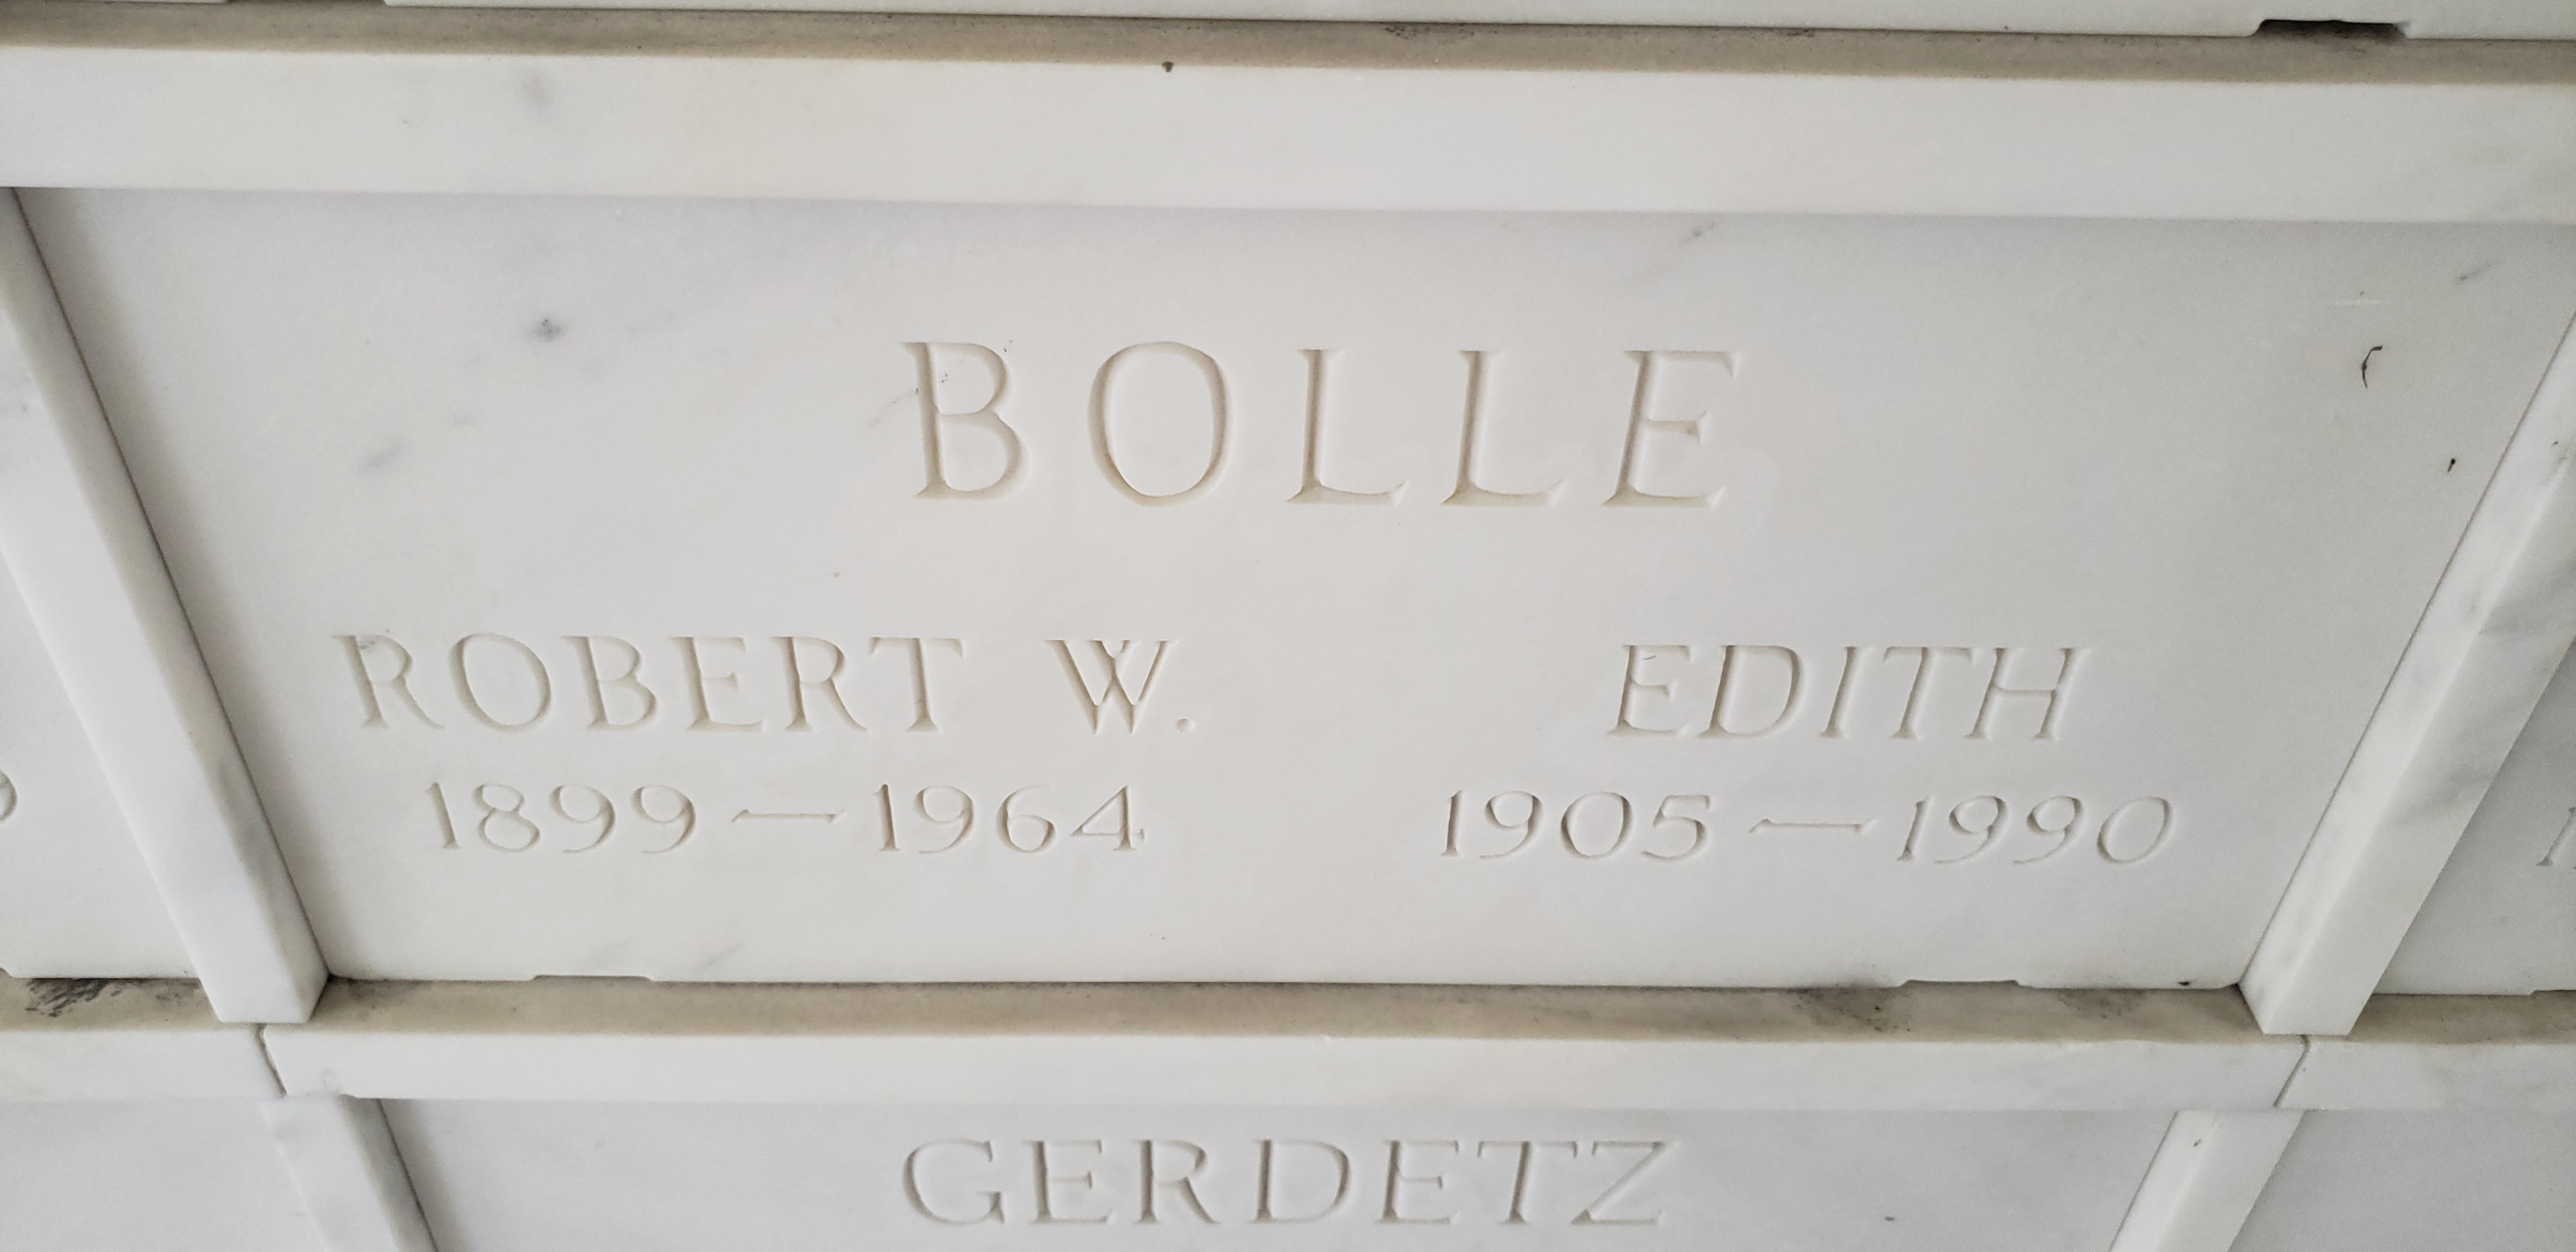 BOLLE
ROBERT W. EDITH
1899—1964 1905—1990
GERDETZ